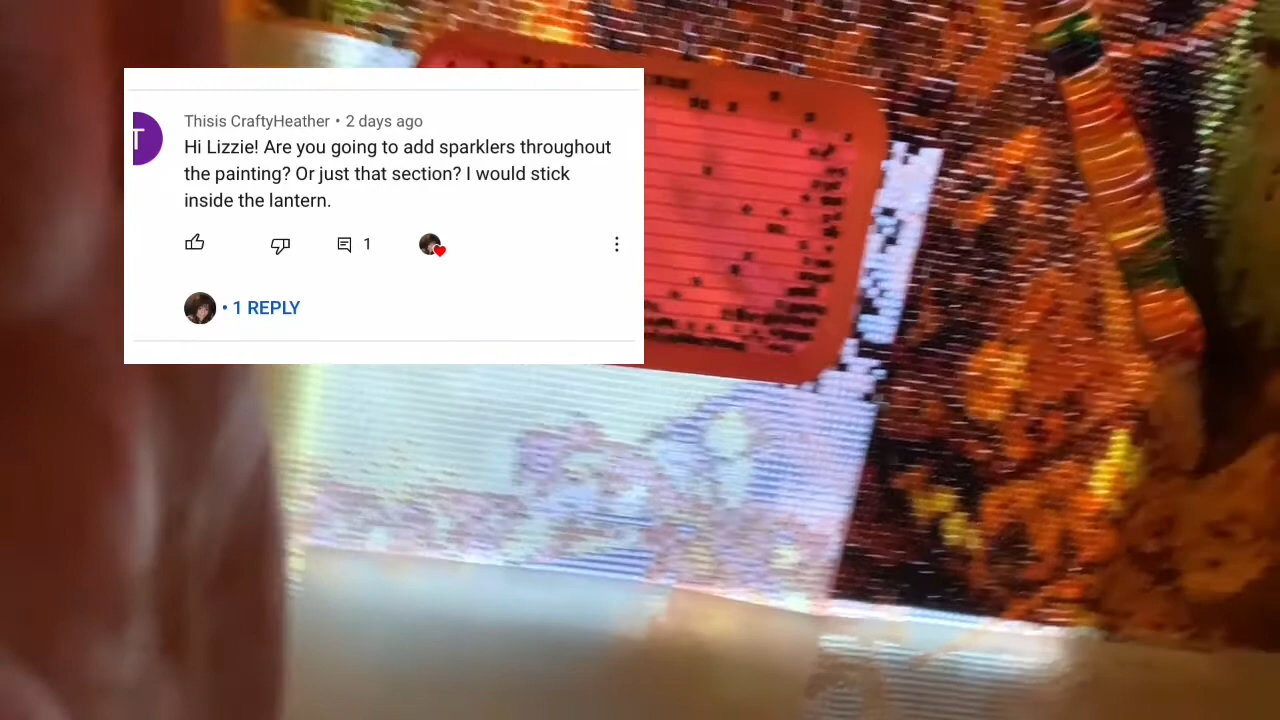 T
Thisis CraftyHeather • 2 days ago
Hi Lizzie! Are you going to add sparklers throughout
the painting? Or just that section? I would stick
inside the lantern.
1
• 1 REPLY